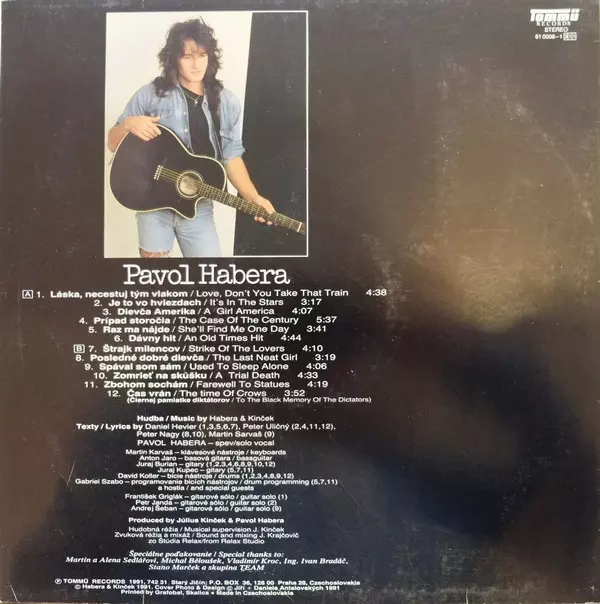 Tommü
RECORDS
STEREO
61 0006-1
Pavol Habera
A 1. Láska, necestuj tým vlakom / Love, Don't You Take That Train 4:38
2. Je to vo hviezdach / It's In The Stars 3:17
3. Dievča Amerika / A Girl America 4:07
4. Prípad storočia / The Case Of The Century 5:37
5. Raz ma nájde / She'll Find Me One Day 3:41
6. Dávny hit / An Old Times Hit 4:44
B 7. Štrajk milencov / Strike Of The Lovers 4:10
8. Posledné dobré dievča / The Last Neat Girl 3:19
9. Spával som sám / Used To Sleep Alone 4:06
10. Zomrieť na skúšku / A Trial Death 4:33
11. Zbohom sochám / Farewell To Statues 4:19
12. Čas vrán / The time Of Crows 3:52
(Čiernej pamiatke diktátorov / To The Black Memory Of The Dictators)
Hudba / Music by Habera & Kinček
Texty / Lyrics by Daniel Hevier (1,3,5,6,7), Peter Uličný (2,4,11,12),
Peter Nagy (8,10), Martin Sarvaš (9)
PAVOL HABERA – spev/solo vocal
Martin Karvaš – klávesové nástroje / keyboards
Anton Jaro – basová gitara / bassguitar
Juraj Burian – gitary (1,2,3,4,6,8,9,10,12)
Juraj Kupec – gitary (5,7,11)
David Koller – bicie nástroje / drums (1,2,3,4,8,9,12)
Gabriel Szabo – programovanie bicích nástrojov / drum programming (5,7,11)
a hostia / and special guests
František Griglák – gitarové sólo / guitar solo (1)
Petr Janda – gitarové sólo / guitar solo (2)
Andrej Šeban – gitarové sólo / guitar solo (9)
Produced by Július Kinček & Pavol Habera
Hudobná réžia / Musical supervision J. Kinček
Zvuková réžia a mixáž / Sound and mixing J. Krajčovič
zo Štúdia Relax/from Relax Studio
Špeciálne poďakovanie / Special thanks to:
Martin a Alena Sedlářovi, Michal Běloušek, Vladimír Kroc, Ing. Ivan Bradáč,
Stano Marček a skupina TEAM
Ⓟ TOMMÜ RECORDS 1991, 742 31 Starý Jičín; P.O. BOX 36, 126 00 Praha 28, Czechoslovakia
© Habera & Kinček 1991. Cover Photo & Design © Jiří + Daniela Antalovských 1991
Printed by Grafobal, Skalica • Made in Czechoslovakia